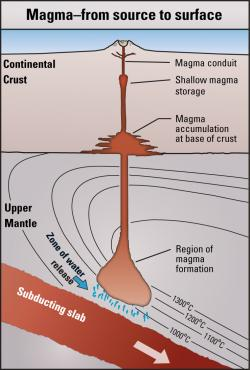 Magma–from source to surface
Continental
Crust
Magma conduit
Shallow magma
storage
Magma
accumulation
at base of crust
Upper
Mantle
Zone of water
release
Region of
magma
formation
Subducting slab
1300°C
1200°C
1100°C
1000°C